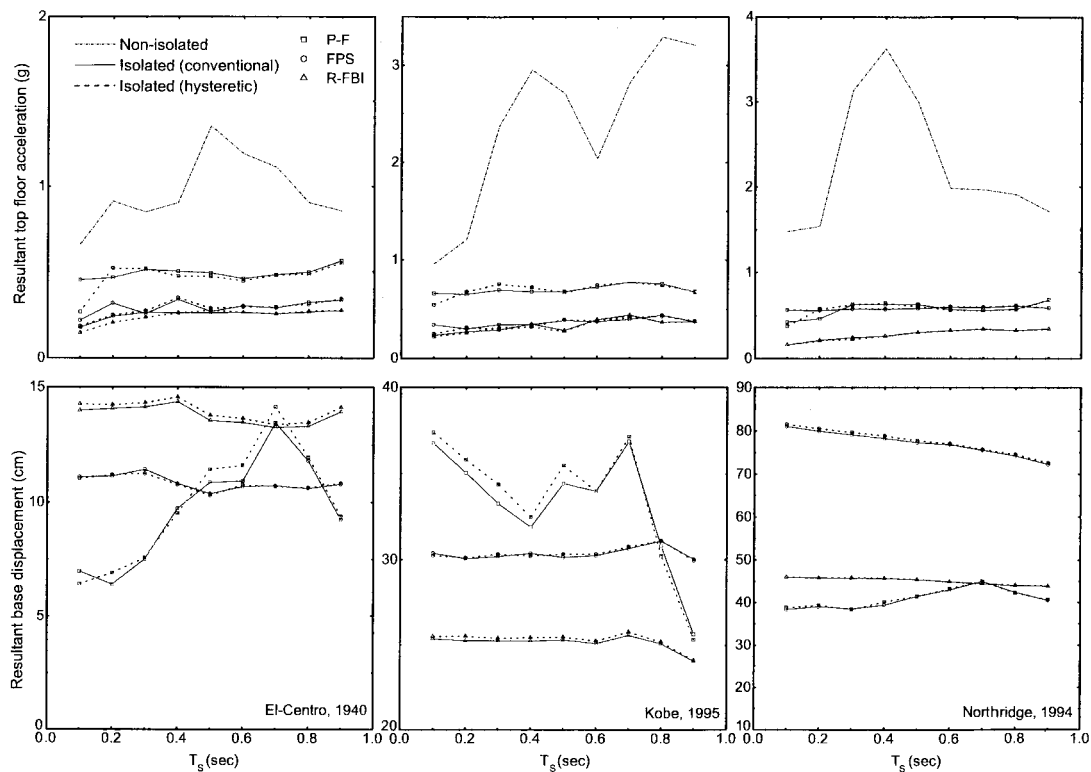 Resultant top floor acceleration (g)
2
1
0
Non-isolated
Isolated (conventional)
Isolated (hysteretic)
P-F
FPS
R-FBI
3
2
1
0
4
3
2
1
0
Resultant base displacement (cm)
15
10
5
0
El-Centro, 1940
0.0 0.2 0.4 0.6 0.8 1.0
T_S (sec)
40
30
20
Kobe, 1995
0.0 0.2 0.4 0.6 0.8 1.0
T_S (sec)
90
80
70
60
50
40
30
20
10
Northridge, 1994
0.0 0.2 0.4 0.6 0.8 1.0
T_S (sec)